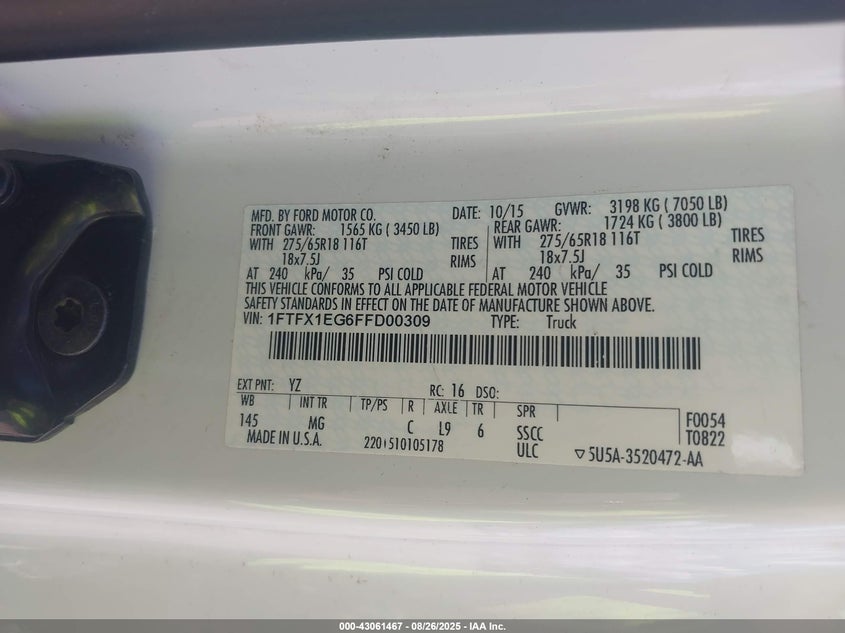 MFD. BY FORD MOTOR CO. DATE: 10/15 GVWR: 3198 KG ( 7050 LB)
FRONT GAWR: 1565 KG ( 3450 LB) REAR GAWR: 1724 KG ( 3800 LB)
WITH 275/65R18 116T TIRES WITH 275/65R18 116T TIRES
18x7.5J RIMS 18x7.5J RIMS
AT 240 kPa/ 35 PSI COLD AT 240 kPa/ 35 PSI COLD
THIS VEHICLE CONFORMS TO ALL APPLICABLE FEDERAL MOTOR VEHICLE
SAFETY STANDARDS IN EFFECT ON THE DATE OF MANUFACTURE SHOWN ABOVE.
VIN: 1FTFX1EG6FFD00309 TYPE: Truck
EXT PNT: YZ RC: 16 DSO:
WB INT TR TP/PS R AXLE TR SPR F0054
145 MG C L9 6 SSCC T0822
MADE IN U.S.A. 220 510105178 ULC ▽5U5A-3520472-AA
000-43061467 - 08/26/2025 - IAA Inc.